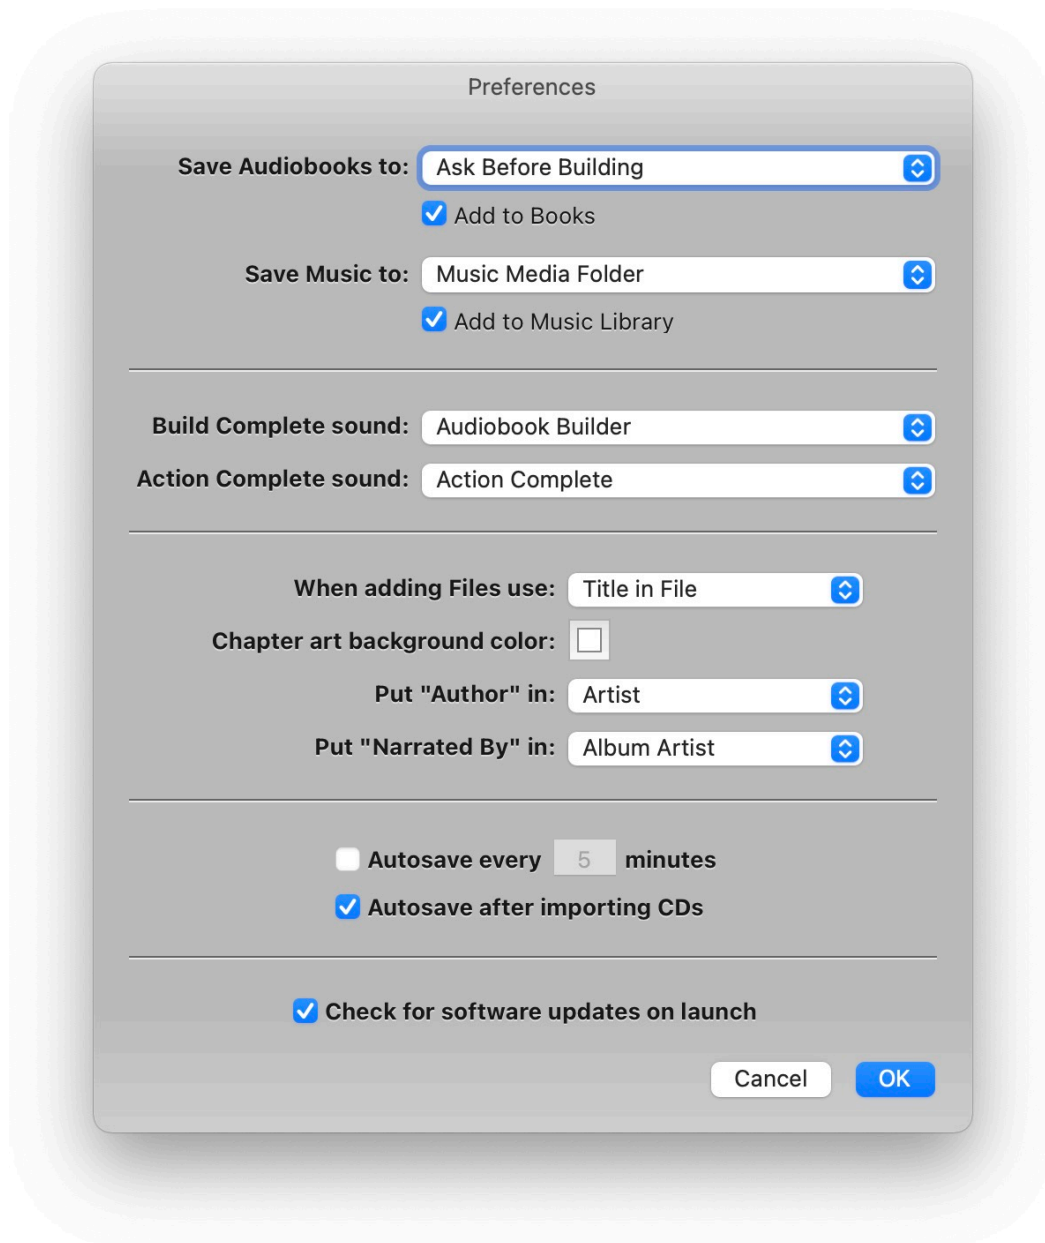 Preferences
Save Audiobooks to: Ask Before Building
Add to Books
Save Music to: Music Media Folder
Add to Music Library
Build Complete sound: Audiobook Builder
Action Complete sound: Action Complete
When adding Files use: Title in File
Chapter art background color:
Put "Author" in: Artist
Put "Narrated By" in: Album Artist
Autosave every 5 minutes
Autosave after importing CDs
Check for software updates on launch
Cancel OK